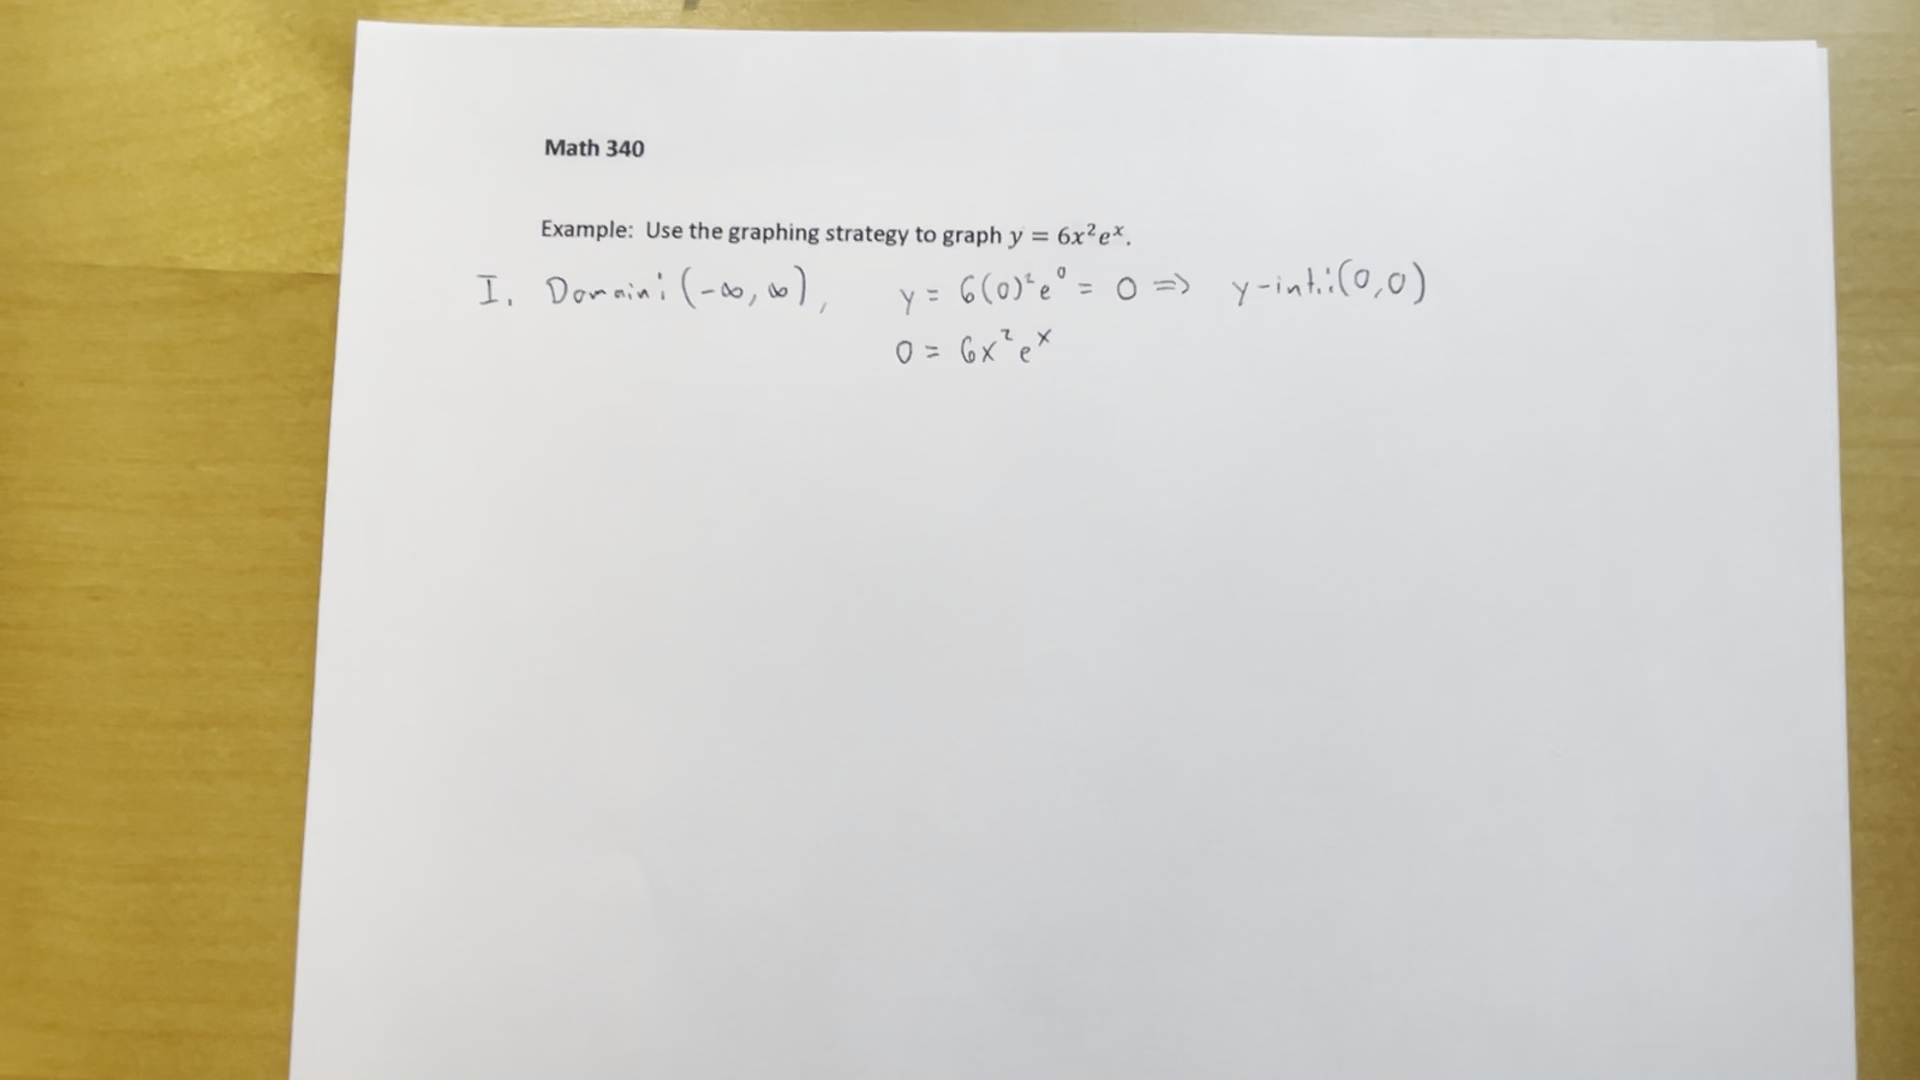 Math 340
Example: Use the graphing strategy to graph y = 6x²eˣ.
I. Domain: (-∞, ∞), y = 6(0)²e⁰ = 0 => y-int.: (0,0)
0 = 6x²eˣ